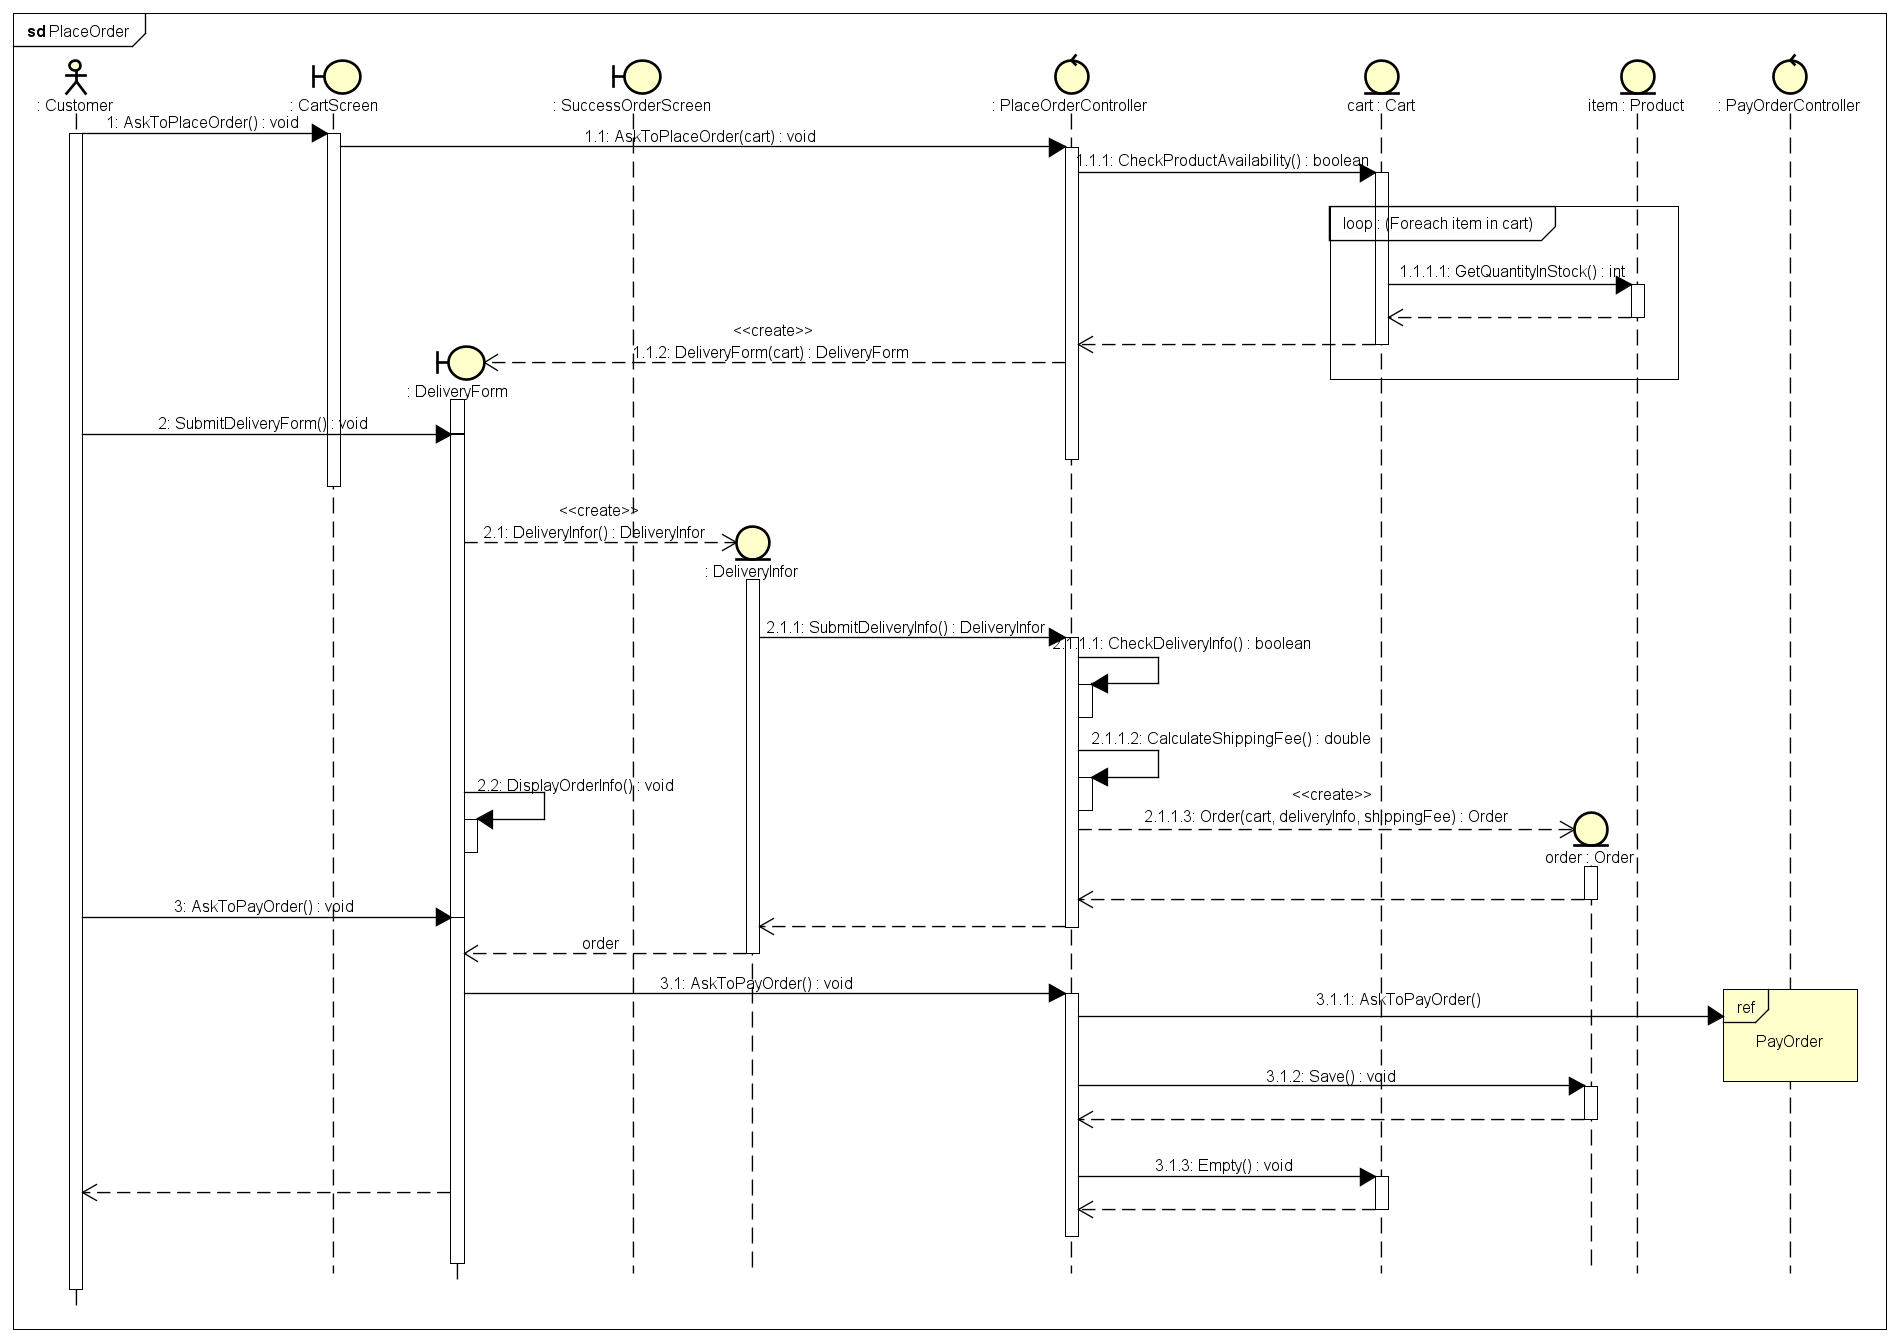 sd PlaceOrder
: Customer
: CartScreen
: SuccessOrderScreen
: PlaceOrderController
cart : Cart
item : Product
: PayOrderController
1: AskToPlaceOrder() : void
1.1: AskToPlaceOrder(cart) : void
1.1.1: CheckProductAvailability() : boolean
loop : (Foreach item in cart)
1.1.1.1: GetQuantityInStock() : int
<<create>>
1.1.2: DeliveryForm(cart) : DeliveryForm
: DeliveryForm
2: SubmitDeliveryForm() : void
<<create>>
2.1: DeliveryInfor() : DeliveryInfor
: DeliveryInfor
2.1.1: SubmitDeliveryInfo() : DeliveryInfor
2.1.1.1: CheckDeliveryInfo() : boolean
2.1.1.2: CalculateShippingFee() : double
2.2: DisplayOrderInfo() : void
<<create>>
2.1.1.3: Order(cart, deliveryInfo, shippingFee) : Order
order : Order
3: AskToPayOrder() : void
order
3.1: AskToPayOrder() : void
3.1.1: AskToPayOrder()
ref
PayOrder
3.1.2: Save() : void
3.1.3: Empty() : void